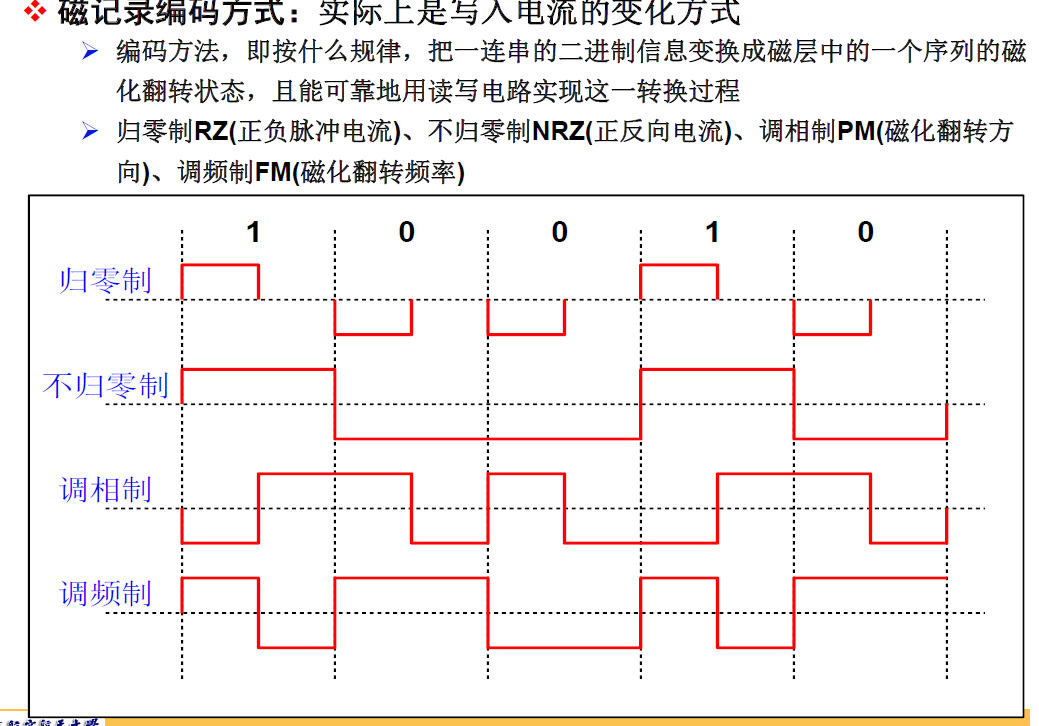 磁记录编码方式：实际上是写入电流的变化方式
编码方法，即按什么规律，把一连串的二进制信息变换成磁层中的一个序列的磁
化翻转状态，且能可靠地用读写电路实现这一转换过程
归零制RZ(正负脉冲电流)、不归零制NRZ(正反向电流)、调相制PM(磁化翻转方
向)、调频制FM(磁化翻转频率)
1 0 0 1 0
归零制
不归零制
调相制
调频制